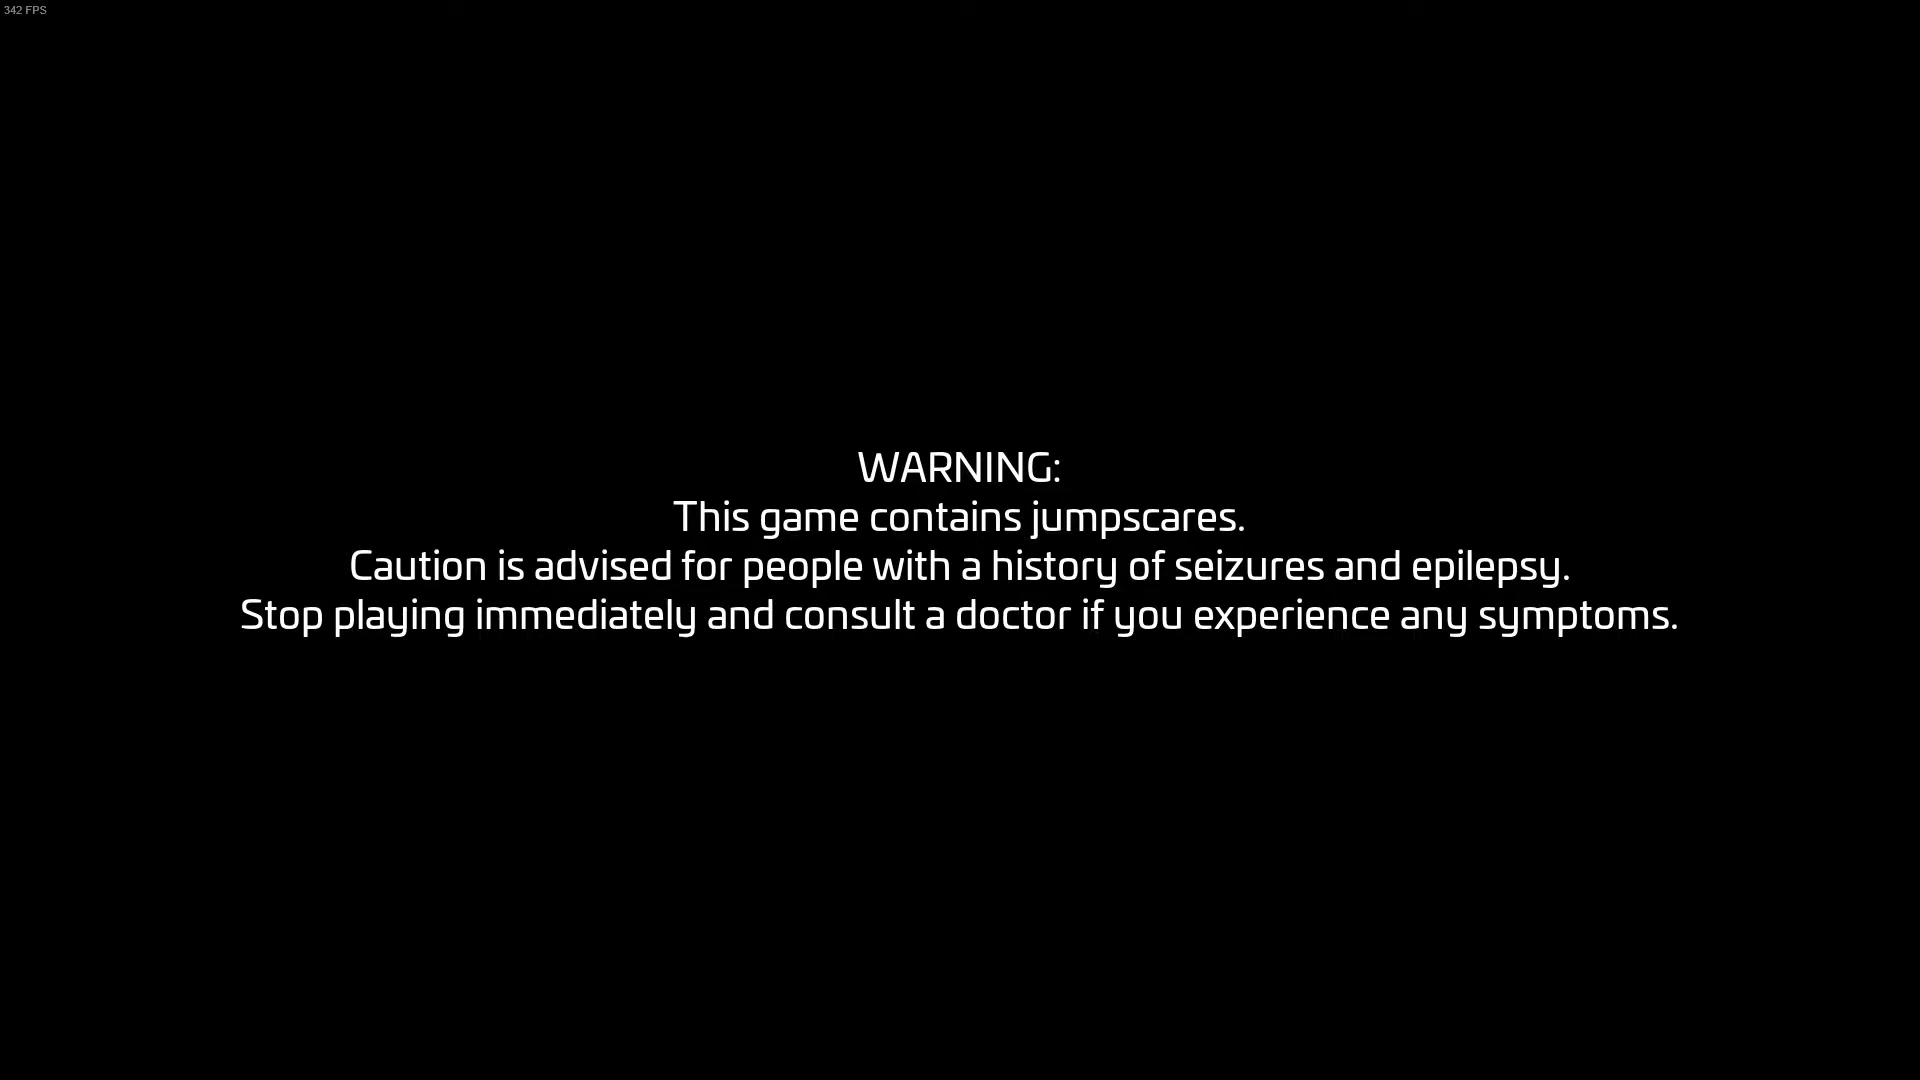 342 FPS
WARNING:
This game contains jumpscares.
Caution is advised for people with a history of seizures and epilepsy.
Stop playing immediately and consult a doctor if you experience any symptoms.